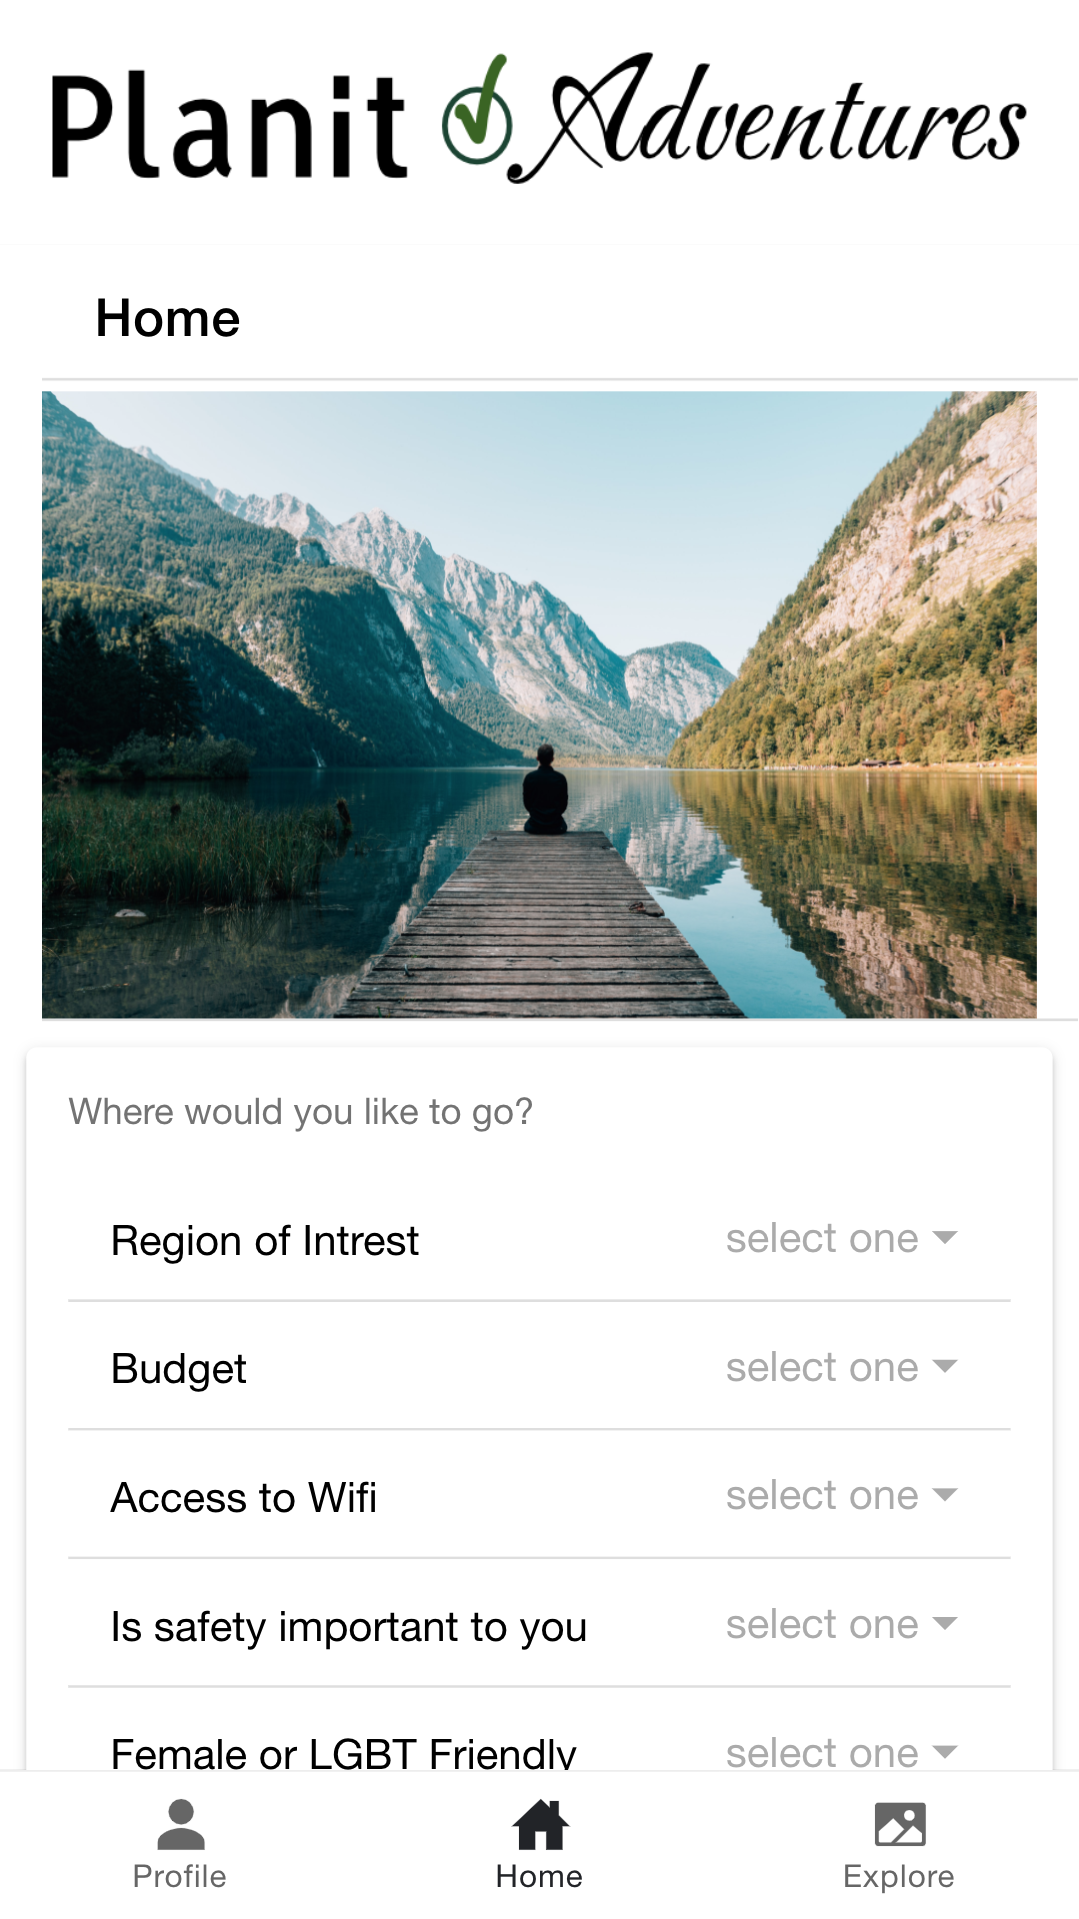 Planit Adventures
Home
Where would you like to go?
Region of Intrest select one
Budget select one
Access to Wifi select one
Is safety important to you select one
Female or LGBT Friendly select one
Profile Home Explore